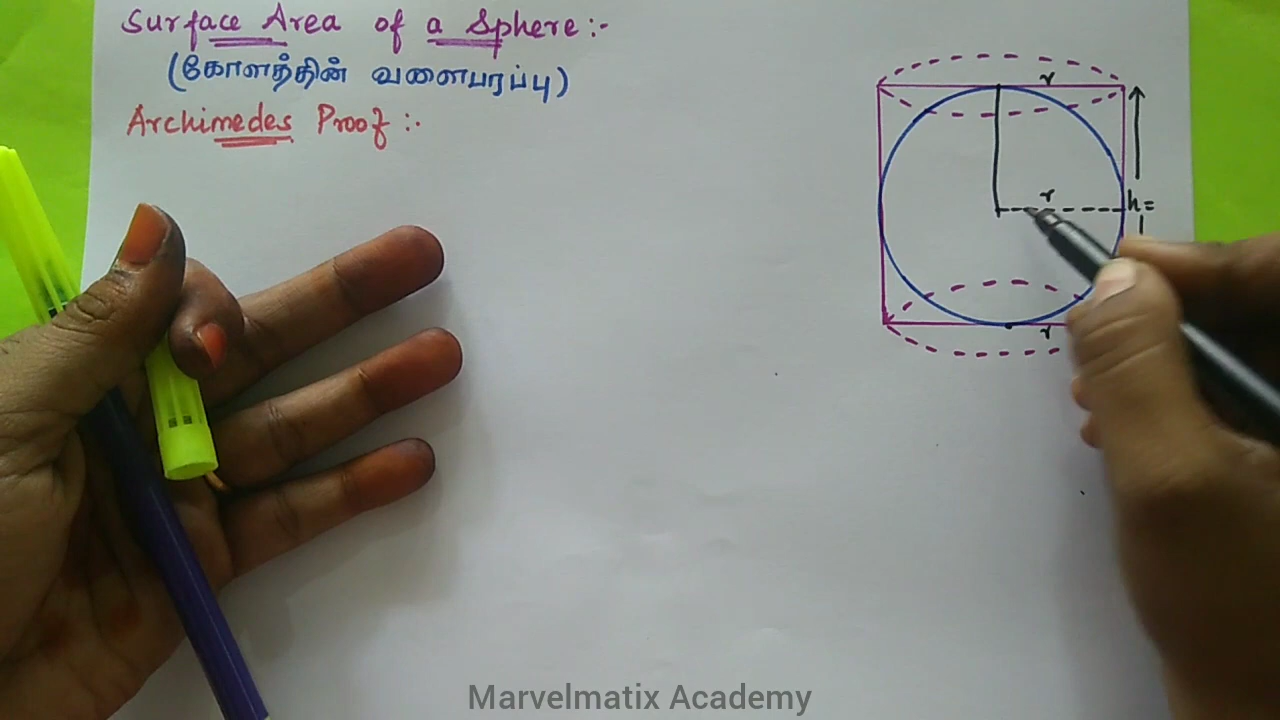 Surface Area of a Sphere :-
(கோளத்தின் வளைபரப்பு)
Archimedes Proof :-
r
r
h =
r
Marvelmatix Academy